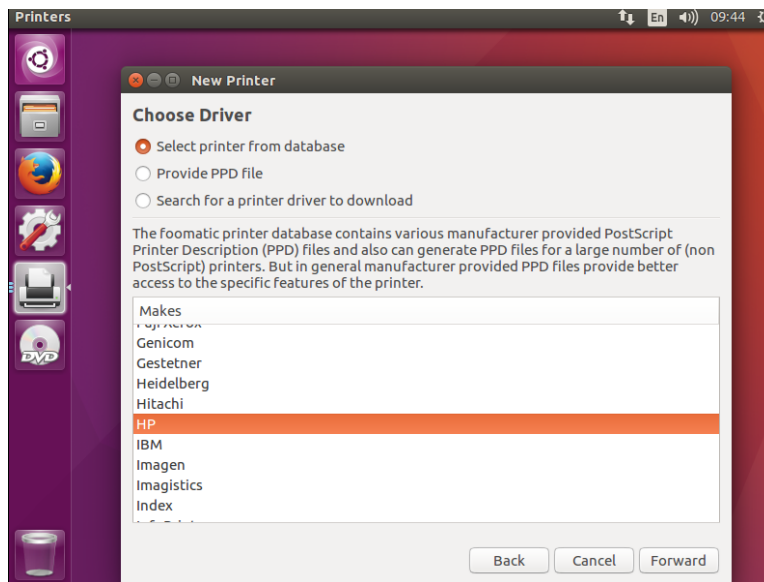 Printers
En
09:44
New Printer
Choose Driver
Select printer from database
Provide PPD file
Search for a printer driver to download
The foomatic printer database contains various manufacturer provided PostScript
Printer Description (PPD) files and also can generate PPD files for a large number of (non
PostScript) printers. But in general manufacturer provided PPD files provide better
access to the specific features of the printer.
Makes
Fuji Xerox
Genicom
Gestetner
Heidelberg
Hitachi
HP
IBM
Imagen
Imagistics
Index
DVD
Back
Cancel
Forward